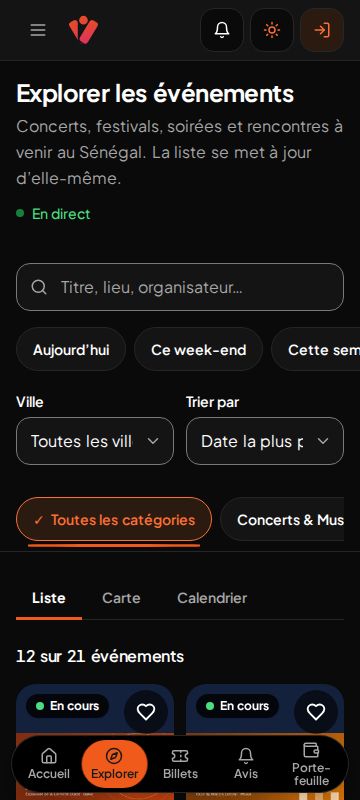 Explorer les événements
Concerts, festivals, soirées et rencontres à
venir au Sénégal. La liste se met à jour
d'elle-même.
En direct
Titre, lieu, organisateur...
Aujourd'hui
Ce week-end
Cette sem
Ville
Trier par
Toutes les vill
Date la plus p
✓ Toutes les catégories
Concerts & Mus
Liste
Carte
Calendrier
12 sur 21 événements
En cours
En cours
Accueil
Explorer
Billets
Avis
Porte-
feuille